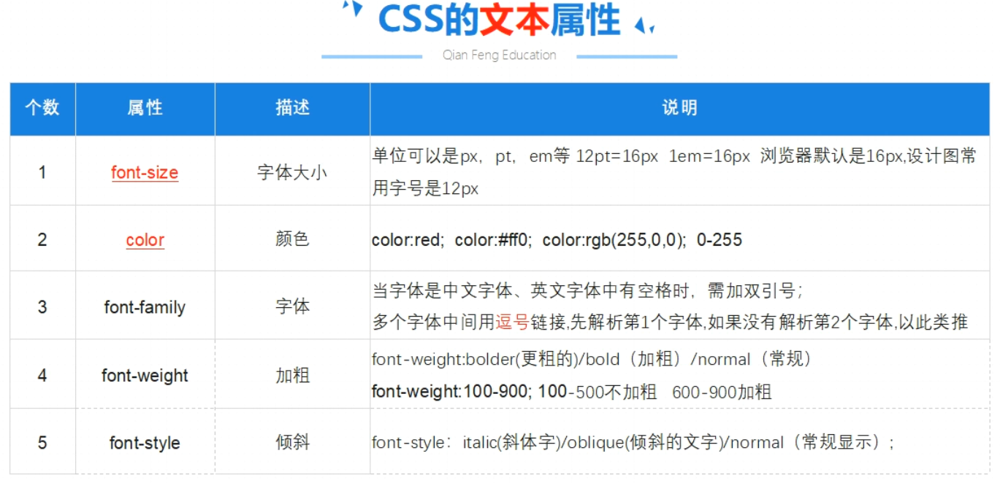 CSS的文本属性
Qian Feng Education
个数 属性 描述 说明
1 font-size 字体大小 单位可以是px，pt，em等 12pt=16px 1em=16px 浏览器默认是16px,设计图常
用字号是12px
2 color 颜色 color:red; color:#ff0; color:rgb(255,0,0); 0-255
3 font-family 字体 当字体是中文字体、英文字体中有空格时，需加双引号；
多个字体中间用逗号链接,先解析第1个字体,如果没有解析第2个字体,以此类推
4 font-weight 加粗 font-weight:bolder(更粗的)/bold（加粗）/normal（常规）
font-weight:100-900; 100-500不加粗 600-900加粗
5 font-style 倾斜 font-style：italic(斜体字)/oblique(倾斜的文字)/normal（常规显示）;